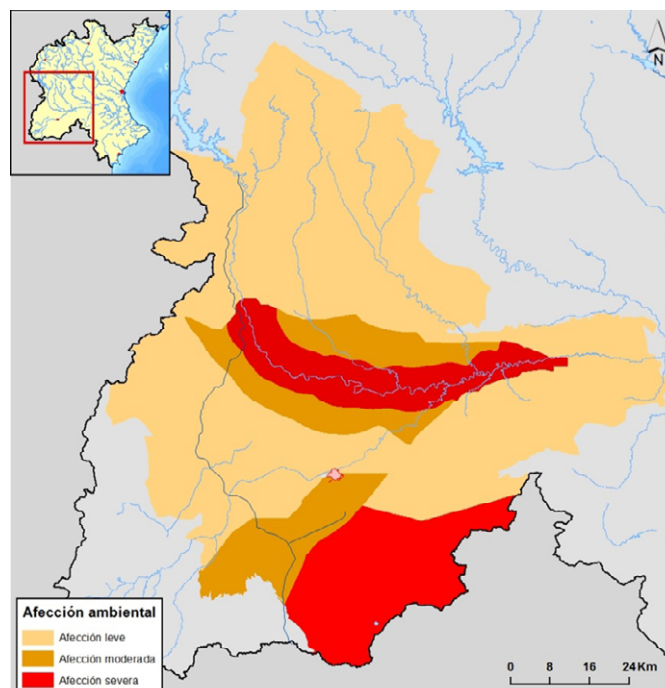 N
Afección ambiental
Afección leve
Afección moderada
Afección severa
0 8 16 24 Km